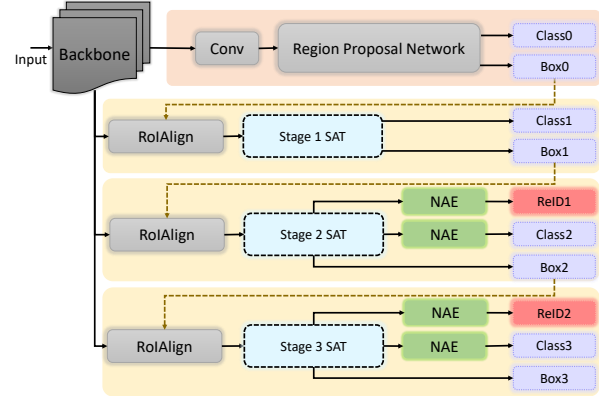 Input
Backbone
Conv
Region Proposal Network
Class0
Box0
RoIAlign
Stage 1 SAT
Class1
Box1
RoIAlign
Stage 2 SAT
NAE
ReID1
NAE
Class2
Box2
RoIAlign
Stage 3 SAT
NAE
ReID2
NAE
Class3
Box3